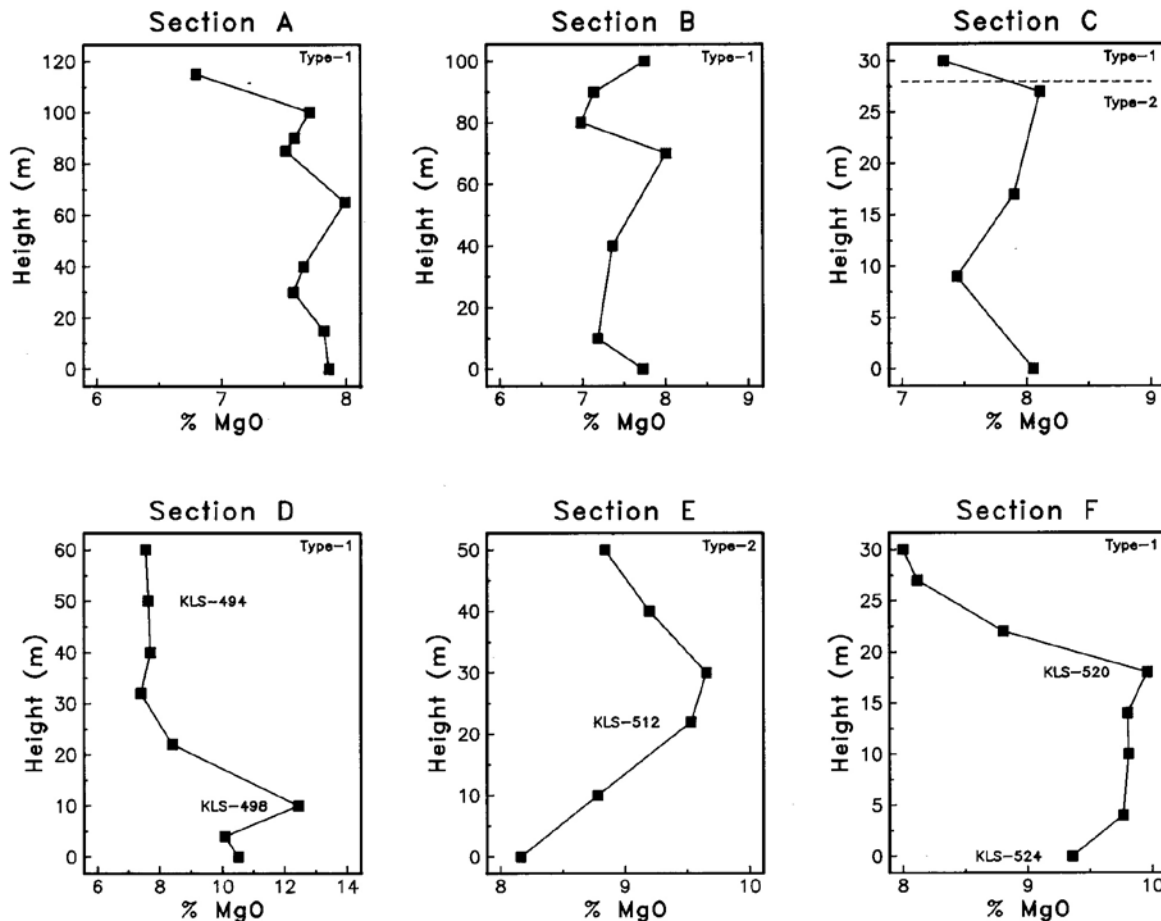 Section A
Type-1
Height (m)
120
100
80
60
40
20
0
6 7 8
% MgO
Section B
Type-1
Height (m)
100
80
60
40
20
0
6 7 8 9
% MgO
Section C
Type-1
Type-2
Height (m)
30
25
20
15
10
5
0
7 8 9
% MgO
Section D
Type-1
Height (m)
60
50
KLS-494
40
30
20
10
KLS-498
0
6 8 10 12 14
% MgO
Section E
Type-2
Height (m)
50
40
30
20
KLS-512
10
0
8 9 10
% MgO
Section F
Type-1
Height (m)
30
25
20
KLS-520
15
10
5
0
KLS-524
8 9 10
% MgO